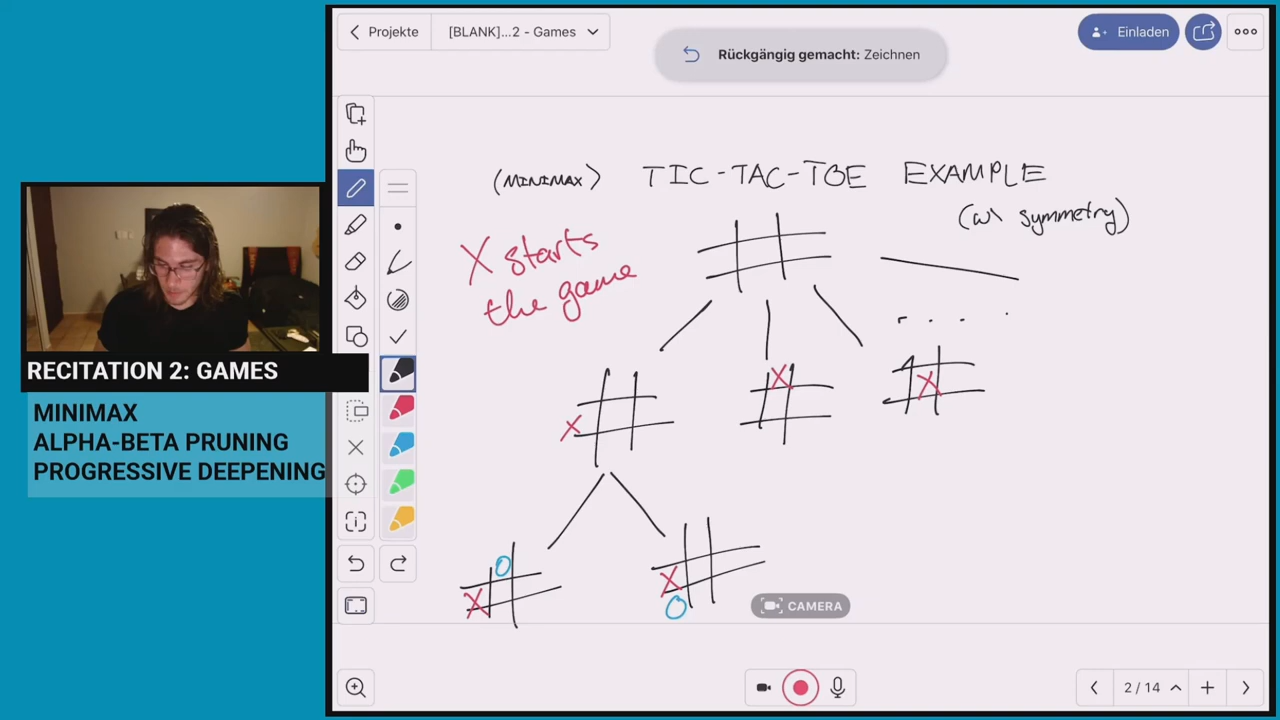 Projekte
[BLANK]...2 - Games
Rückgängig gemacht: Zeichnen
Einladen
(MINIMAX) TIC-TAC-TOE EXAMPLE
(w\ symmetry)
X starts
the game
X
X
X
O
X
X
O
RECITATION 2: GAMES
MINIMAX
ALPHA-BETA PRUNING
PROGRESSIVE DEEPENING
CAMERA
2 / 14